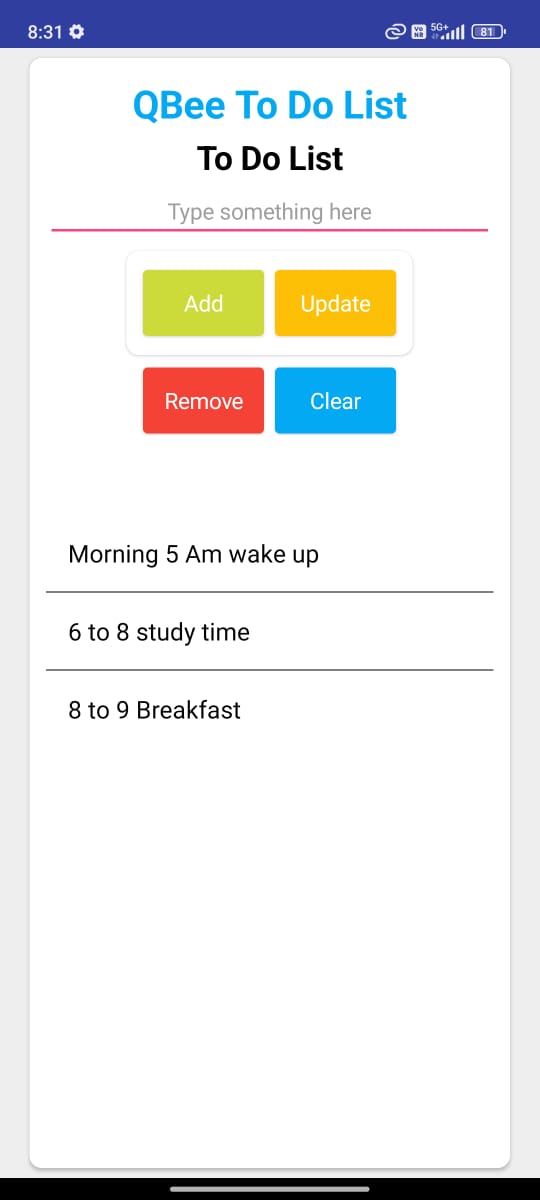 8:31
5G+ 81
QBee To Do List
To Do List
Type something here
Add Update
Remove Clear
Morning 5 Am wake up
6 to 8 study time
8 to 9 Breakfast